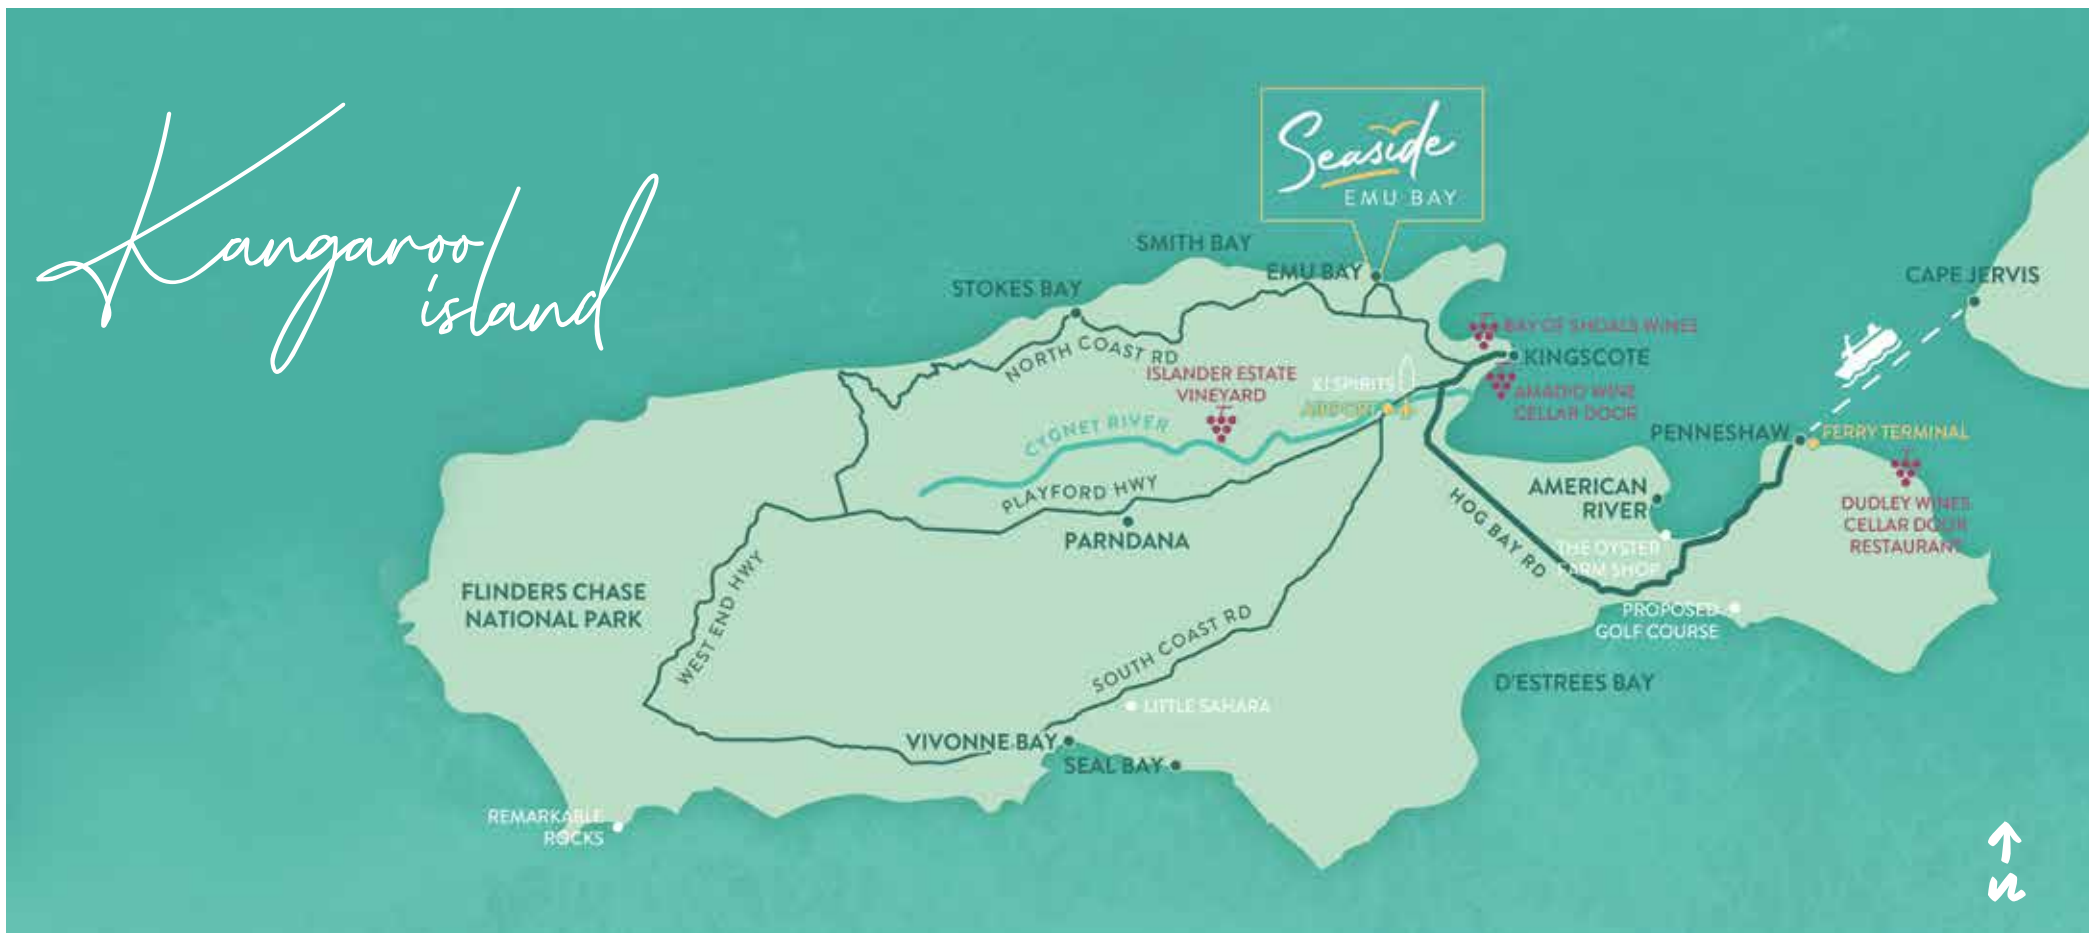 Kangaroo
island
Seaside
EMU BAY
SMITH BAY
EMU BAY
STOKES BAY
CAPE JERVIS
NORTH COAST RD
BAY OF SHOALS WINES
KINGSCOTE
ISLANDER ESTATE
VINEYARD
KI SPIRITS
AIRPORT
AMADIO WINE
CELLAR DOOR
CYGNET RIVER
PENNESHAW
FERRY TERMINAL
PLAYFORD HWY
PARNDANA
HOG BAY RD
AMERICAN
RIVER
DUDLEY WINES
CELLAR DOOR
RESTAURANT
THE OYSTER
FARM SHOP
FLINDERS CHASE
NATIONAL PARK
WEST END HWY
SOUTH COAST RD
PROPOSED
GOLF COURSE
D'ESTREES BAY
LITTLE SAHARA
VIVONNE BAY
SEAL BAY
REMARKABLE
ROCKS
n